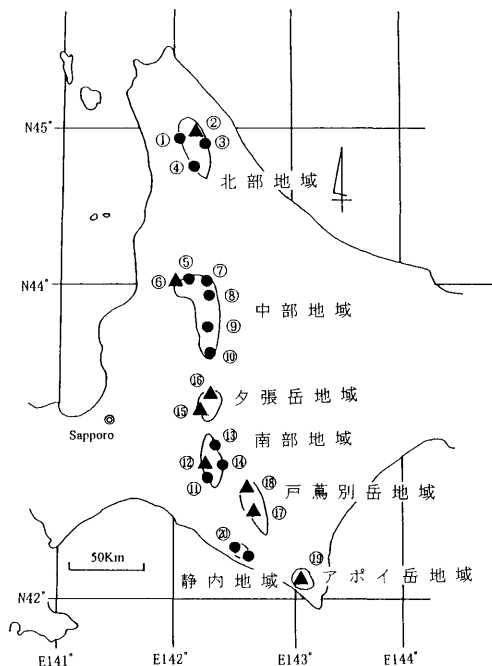 ②
N45°
①
③
④
北部地域
⑤
⑦
N44°
⑥
⑧
中部地域
⑨
⑩
⑯
夕張岳地域
⑮
Sapporo
⑬
南部地域
⑫
⑭
⑱
戸蔦別岳地域
⑪
⑰
50Km
⑳
⑲
静内地域
アポイ岳地域
N42°
E141°
E142°
E143°
E144°